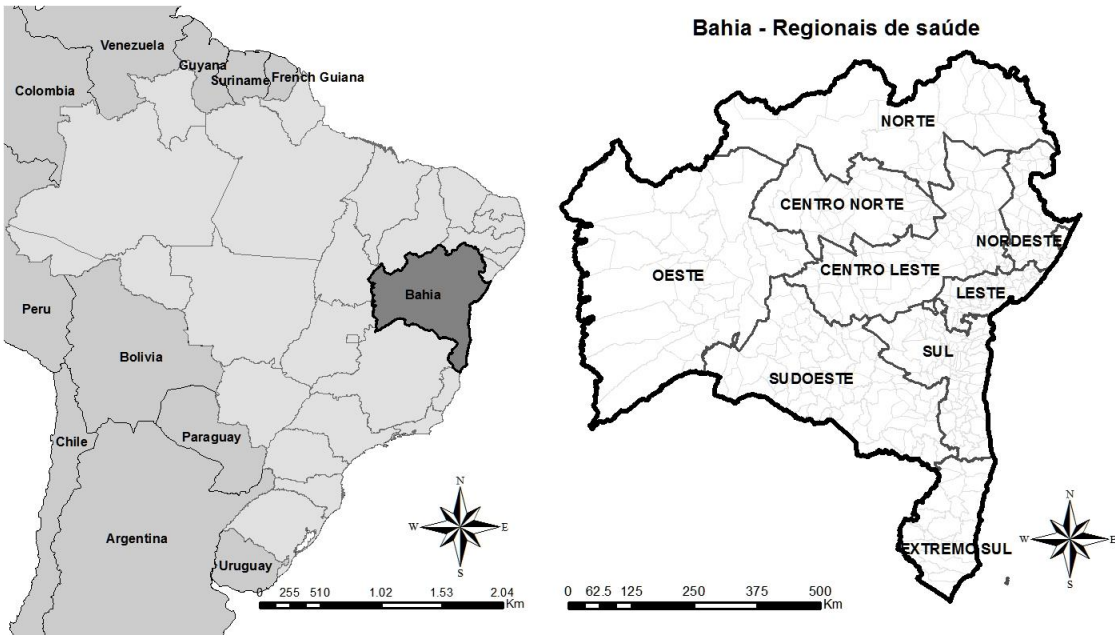 Venezuela
Guyana
Suriname
French Guiana
Colombia
Peru
Bahia
Bolivia
Paraguay
Chile
Argentina
Uruguay
N
W E
S
0 255 510 1.02 1.53 2.04
Km
Bahia - Regionais de saúde
NORTE
CENTRO NORTE
NORDESTE
OESTE
CENTRO LESTE
LESTE
SUL
SUDOESTE
EXTREMO SUL
N
W E
S
0 62.5 125 250 375 500
Km